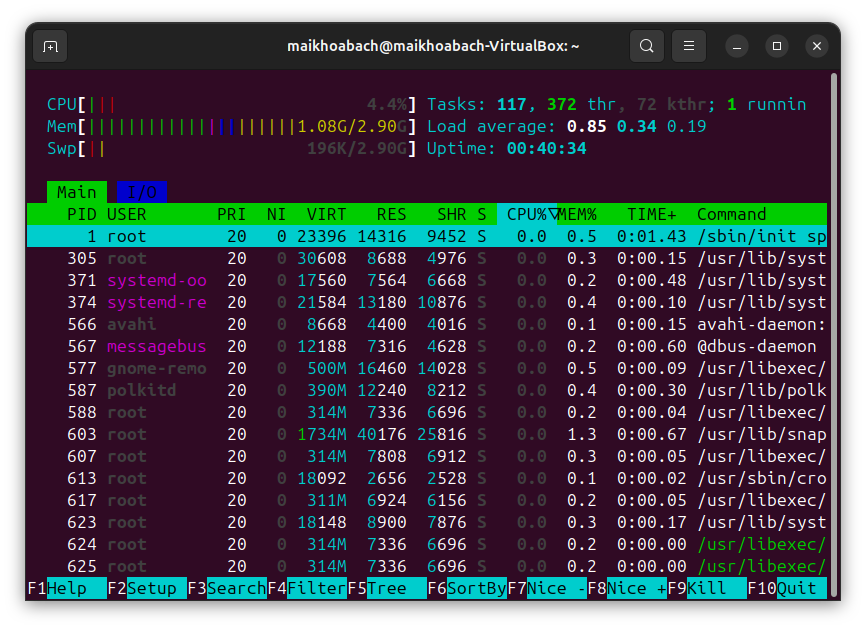 maikhoabach@maikhoabach-VirtualBox: ~
CPU[||| 4.4%] Tasks: 117, 372 thr, 72 kthr; 1 runnin
Mem[|||||||||||||||||||||1.08G/2.90G] Load average: 0.85 0.34 0.19
Swp[|| 196K/2.90G] Uptime: 00:40:34
Main I/O
PID USER PRI NI VIRT RES SHR S CPU%▽MEM% TIME+ Command
1 root 20 0 23396 14316 9452 S 0.0 0.5 0:01.43 /sbin/init sp
305 root 20 0 30608 8688 4976 S 0.0 0.3 0:00.15 /usr/lib/syst
371 systemd-oo 20 0 17560 7564 6668 S 0.0 0.2 0:00.48 /usr/lib/syst
374 systemd-re 20 0 21584 13180 10876 S 0.0 0.4 0:00.10 /usr/lib/syst
566 avahi 20 0 8668 4400 4016 S 0.0 0.1 0:00.15 avahi-daemon:
567 messagebus 20 0 12188 7316 4628 S 0.0 0.2 0:00.60 @dbus-daemon
577 gnome-remo 20 0 500M 16460 14028 S 0.0 0.5 0:00.09 /usr/libexec/
587 polkitd 20 0 390M 12240 8212 S 0.0 0.4 0:00.30 /usr/lib/polk
588 root 20 0 314M 7336 6696 S 0.0 0.2 0:00.04 /usr/libexec/
603 root 20 0 1734M 40176 25816 S 0.0 1.3 0:00.67 /usr/lib/snap
607 root 20 0 314M 7808 6912 S 0.0 0.3 0:00.05 /usr/libexec/
613 root 20 0 18092 2656 2528 S 0.0 0.1 0:00.02 /usr/sbin/cro
617 root 20 0 311M 6924 6156 S 0.0 0.2 0:00.05 /usr/libexec/
623 root 20 0 18148 8900 7876 S 0.0 0.3 0:00.17 /usr/lib/syst
624 root 20 0 314M 7336 6696 S 0.0 0.2 0:00.00 /usr/libexec/
625 root 20 0 314M 7336 6696 S 0.0 0.2 0:00.00 /usr/libexec/
F1Help F2Setup F3SearchF4FilterF5Tree F6SortByF7Nice -F8Nice +F9Kill F10Quit